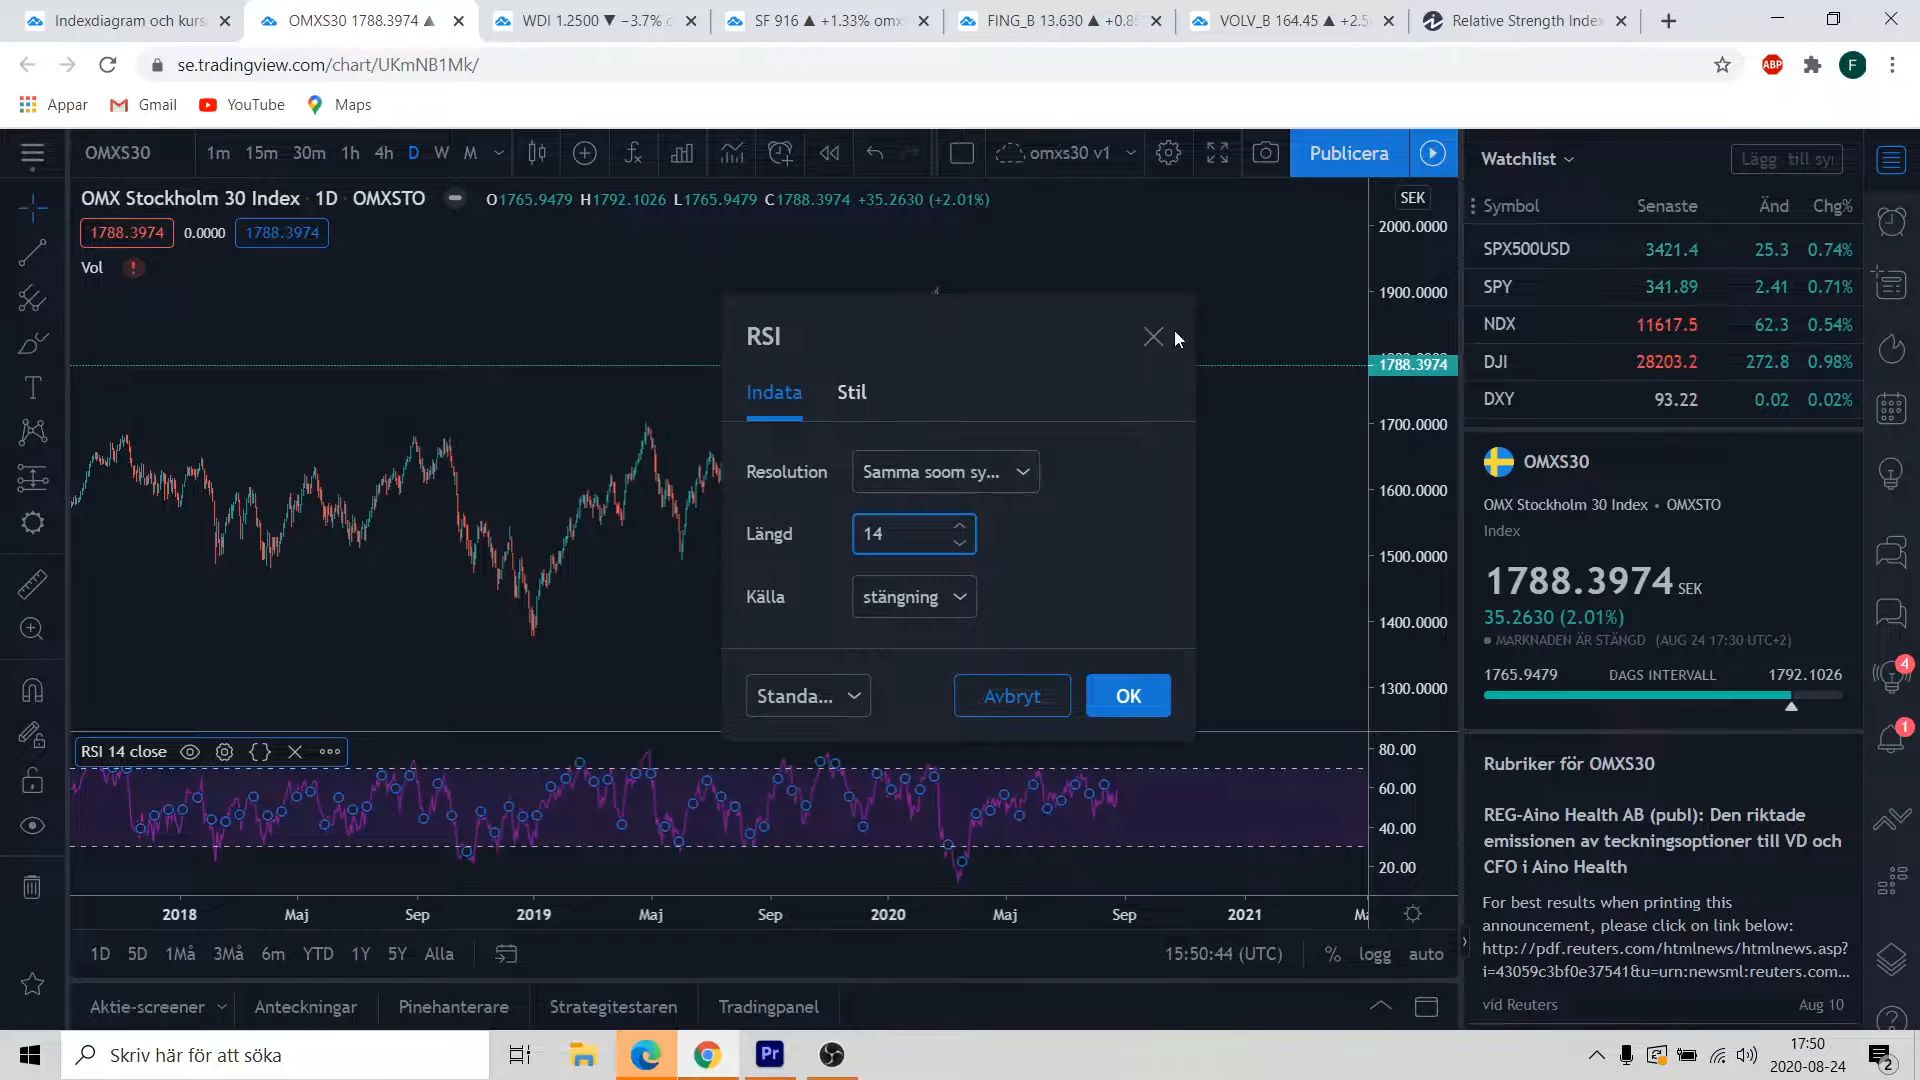 Indexdiagram och kurs
OMXS30 1788.3974 ▲
WDI 1.2500 ▼ −3.7%
SF 916 ▲ +1.33% omx
FING_B 13.630 ▲ +0.8
VOLV_B 164.45 ▲ +2.5
Relative Strength Index
se.tradingview.com/chart/UKmNB1Mk/
ABP
F
Appar
Gmail
YouTube
Maps
OMXS30
1m 15m 30m 1h 4h D W M
omxs30 v1
Publicera
OMX Stockholm 30 Index · 1D · OMXSTO
O1765.9479 H1792.1026 L1765.9479 C1788.3974 +35.2630 (+2.01%)
1788.3974 0.0000 1788.3974
Vol !
SEK
2000.0000
1900.0000
1788.3974
1700.0000
1600.0000
1500.0000
1400.0000
1300.0000
RSI
Indata Stil
Resolution Samma soom sy...
Längd 14
Källa stängning
Standa... Avbryt OK
RSI 14 close
80.00
60.00
40.00
20.00
2018 Maj Sep 2019 Maj Sep 2020 Maj Sep 2021
1D 5D 1Må 3Må 6m YTD 1Y 5Y Alla
15:50:44 (UTC) % logg auto
Aktie-screener Anteckningar Pinehanterare Strategitestaren Tradingpanel
Watchlist
Lägg till
Symbol Senaste Änd Chg%
SPX500USD 3421.4 25.3 0.74%
SPY 341.89 2.41 0.71%
NDX 11617.5 62.3 0.54%
DJI 28203.2 272.8 0.98%
DXY 93.22 0.02 0.02%
OMXS30
OMX Stockholm 30 Index • OMXSTO
Index
1788.3974 SEK
35.2630 (2.01%)
MARKNADEN ÄR STÄNGD (AUG 24 17:30 UTC+2)
1765.9479 DAGS INTERVALL 1792.1026
Rubriker för OMXS30
REG-Aino Health AB (publ): Den riktade
emissionen av teckningsoptioner till VD och
CFO i Aino Health
For best results when printing this
announcement, please click on link below:
http://pdf.reuters.com/htmlnews/htmlnews.asp?
i=43059c3bf0e37541&tu=urn:newsml:reuters.com...
vid Reuters Aug 10
4
1
Skriv här för att söka
Pr
17:50
2020-08-24
2